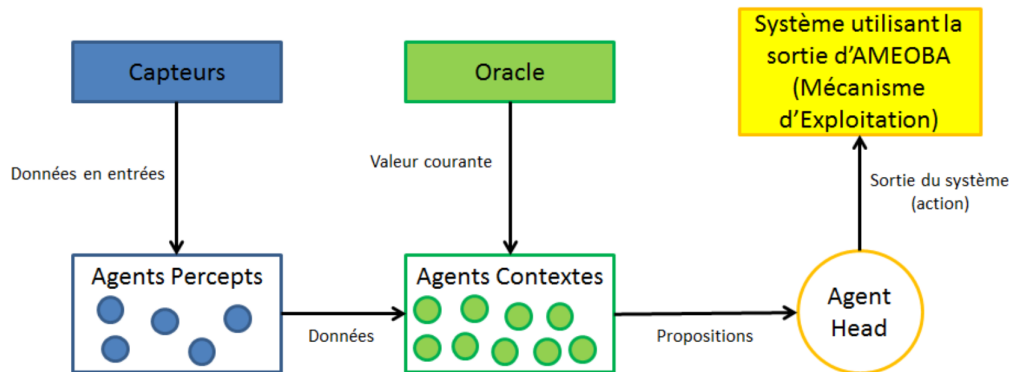 Capteurs
Oracle
Système utilisant la
sortie d'AMEOBA
(Mécanisme
d'Exploitation)
Données en entrées
Valeur courante
Sortie du système
(action)
Agents Percepts
Agents Contextes
Agent
Head
Données
Propositions